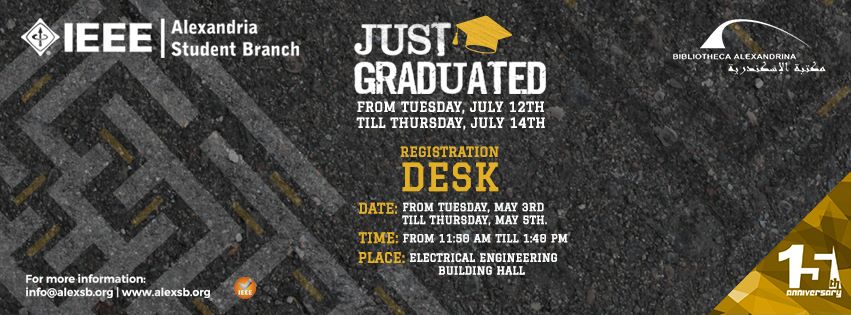 IEEE
Alexandria
Student Branch
JUST
GRADUATED
FROM TUESDAY, JULY 12TH
TILL THURSDAY, JULY 14TH
BIBLIOTHECA ALEXANDRINA
مكتبة الإسكندرية
REGISTRATION
DESK
DATE: FROM TUESDAY, MAY 3RD
TILL THURSDAY, MAY 5TH.
TIME: FROM 11:50 AM TILL 1:40 PM
PLACE: ELECTRICAL ENGINEERING
BUILDING HALL
For more information:
info@alexsb.org | www.alexsb.org
IEEE
15th
anniversary